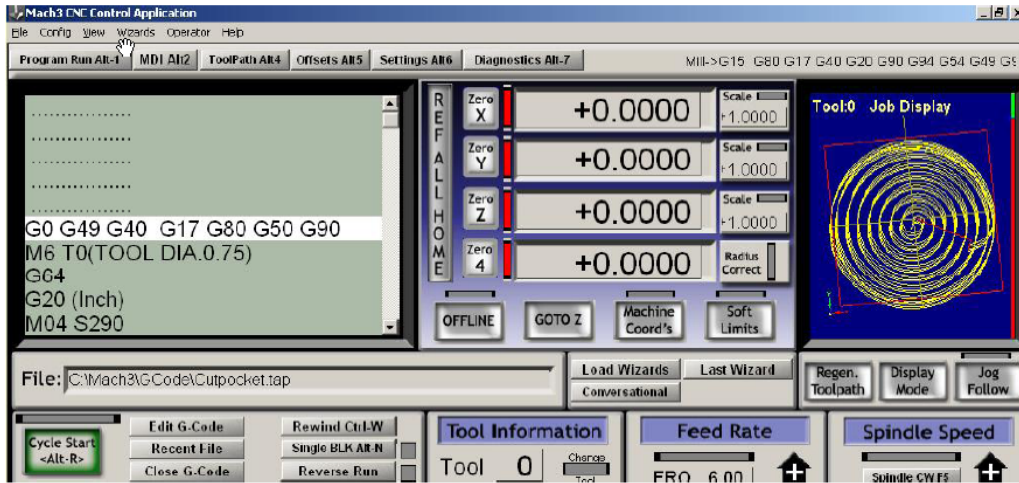 Mach3 CNC Control Application
File Config View Wizards Operator Help
Program Run Alt-1 MDI Alt2 ToolPath Alt4 Offsets Alt5 Settings Alt6 Diagnostics Alt-7 Mill->G15 G80 G17 G40 G20 G90 G94 G54 G49 G9
..................
..................
..................
..................
..................
G0 G49 G40 G17 G80 G50 G90
M6 T0(TOOL DIA.0.75)
G64
G20 (Inch)
M04 S290
REF ALL HOME
Zero X +0.0000 Scale +1.0000
Zero Y +0.0000 Scale +1.0000
Zero Z +0.0000 Scale +1.0000
Zero 4 +0.0000 Radius Correct
OFFLINE GOTO Z Machine Coord's Soft Limits
Tool:0 Job Display
File: C:\Mach3\GCode\Cutpocket.tap
Load Wizards Last Wizard
Conversational
Regen. Toolpath Display Mode Jog Follow
Cycle Start <Alt-R>
Edit G-Code Rewind Ctrl-W
Recent File Single BLK Alt-N
Close G-Code Reverse Run
Tool Information
Tool 0 Change Tool
Feed Rate
FRO 6.00 +
Spindle Speed
Spindle CW F5 +